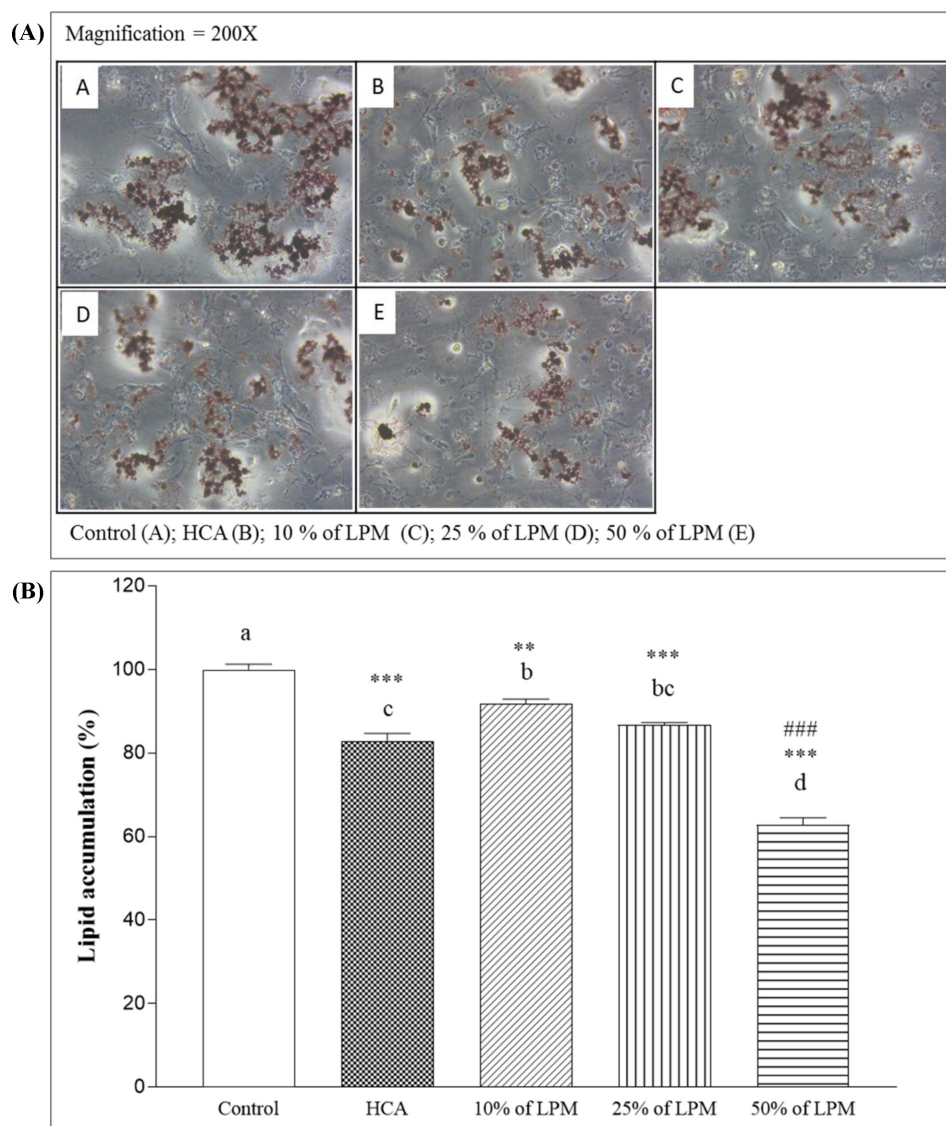 (A)
Magnification = 200X
A
B
C
D
E
Control (A); HCA (B); 10 % of LPM (C); 25 % of LPM (D); 50 % of LPM (E)
(B)
Lipid accumulation (%)
120
100
80
60
40
20
0
a
***
c
**
b
***
bc
###
***
d
Control HCA 10% of LPM 25% of LPM 50% of LPM